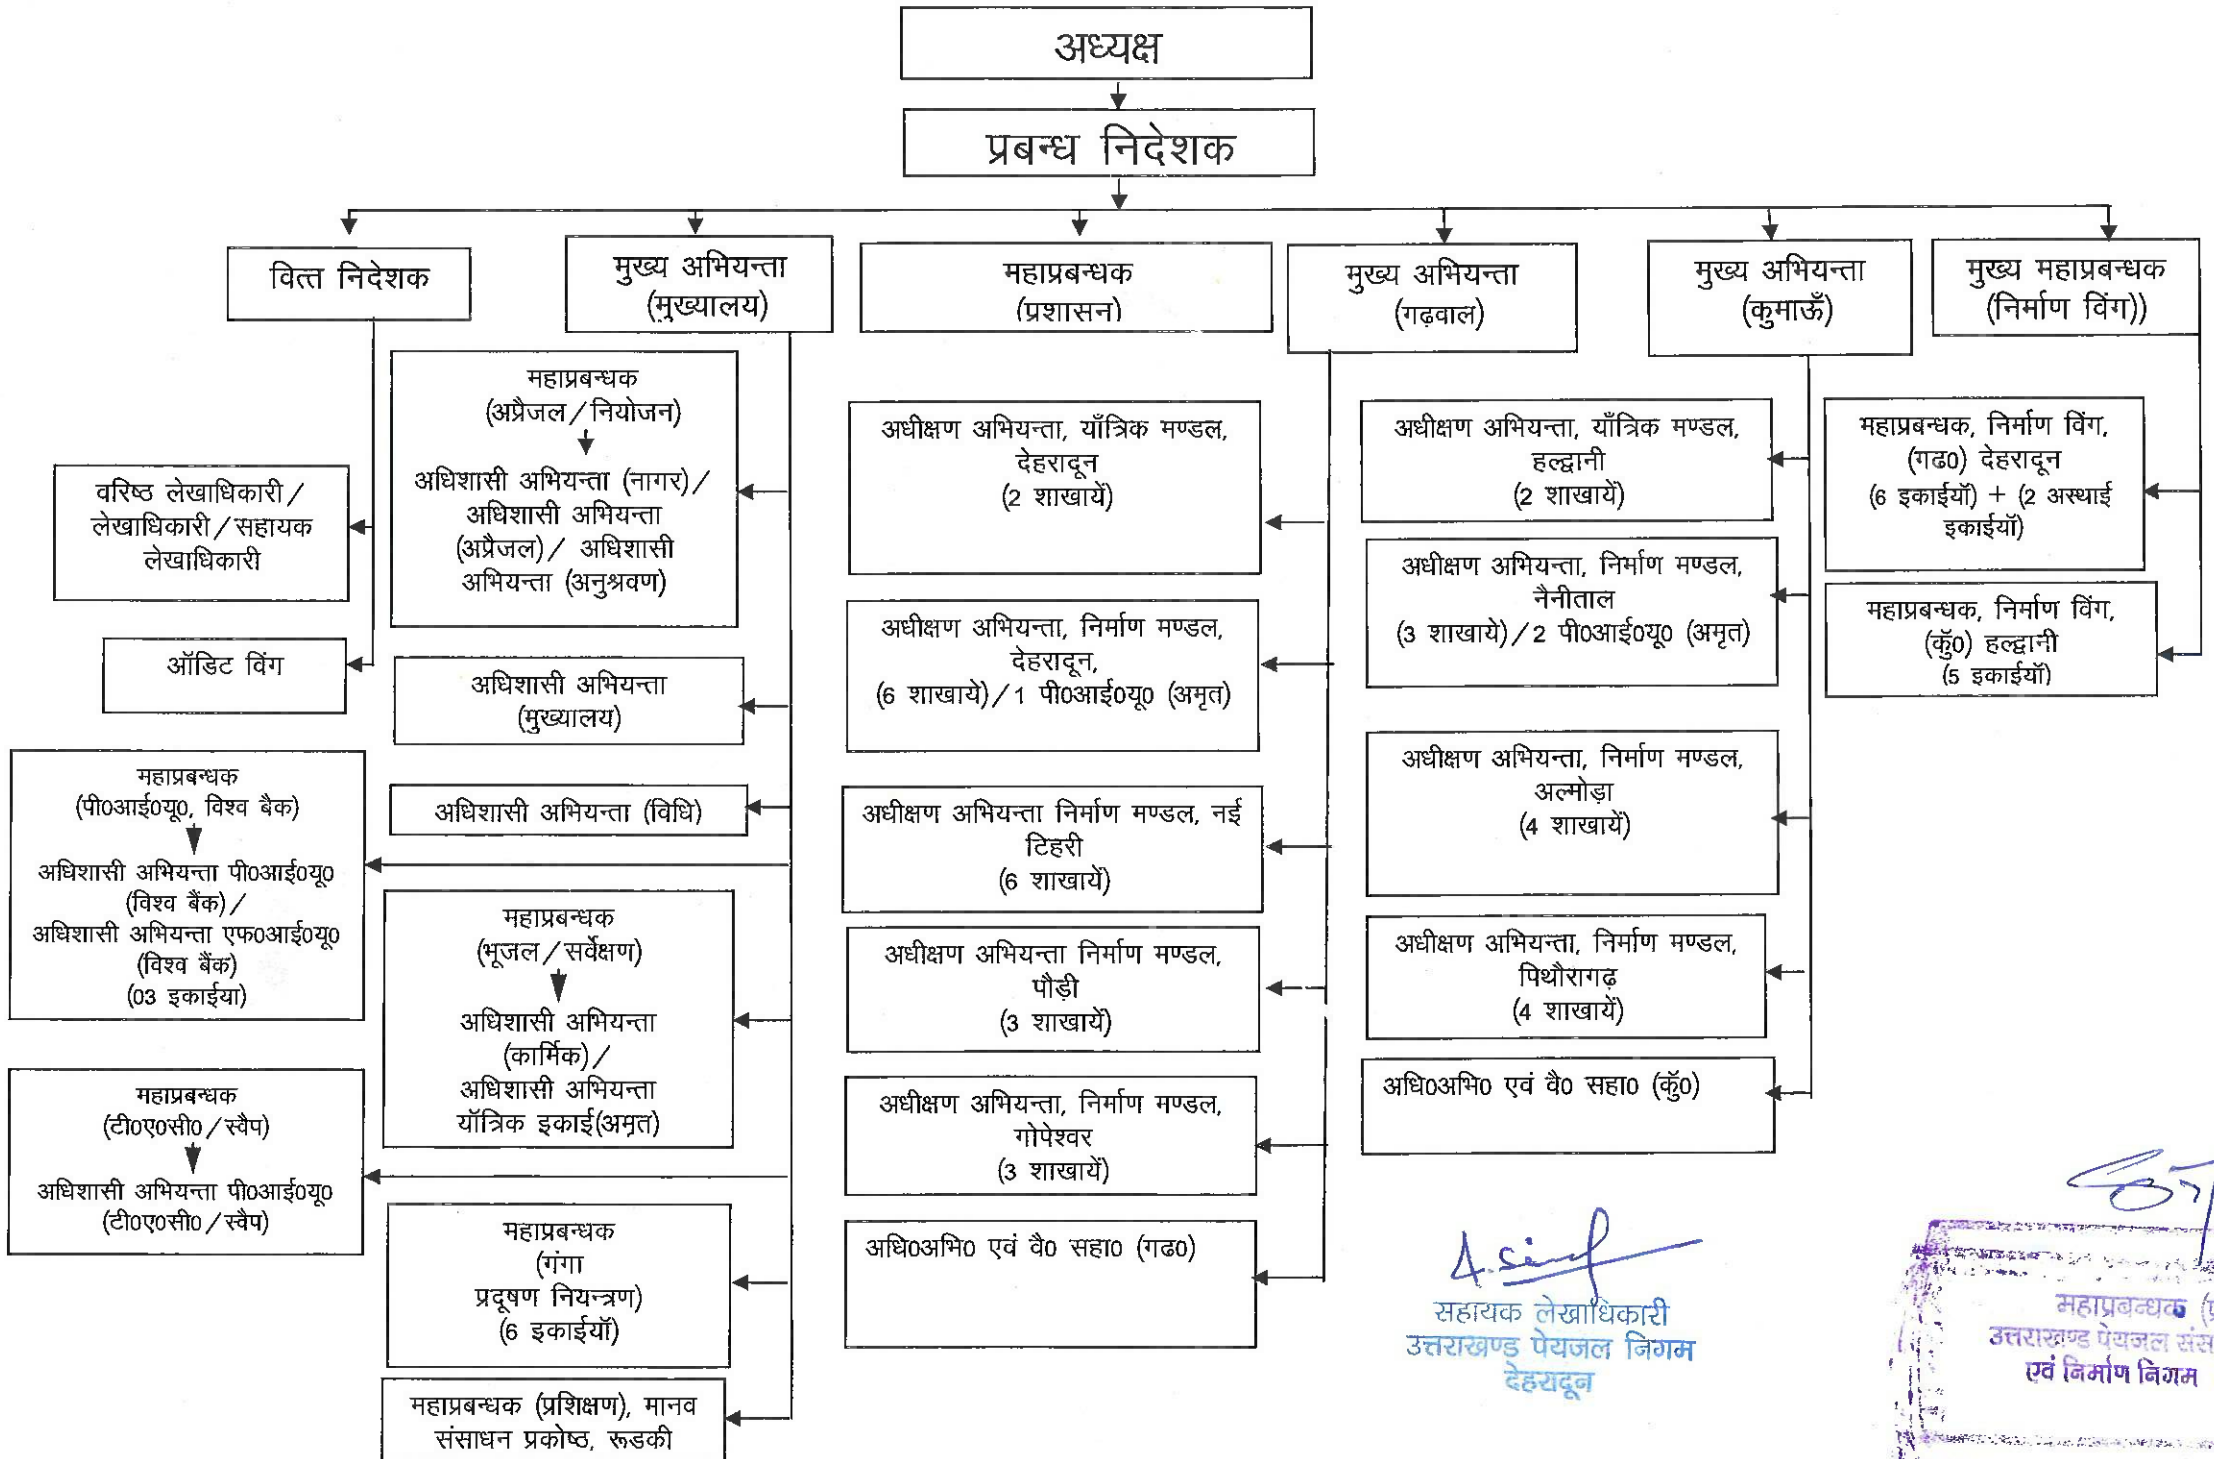 अध्यक्ष
प्रबन्ध निदेशक
वित्त निदेशक
मुख्य अभियन्ता
(मुख्यालय)
महाप्रबन्धक
(प्रशासन)
मुख्य अभियन्ता
(गढ़वाल)
मुख्य अभियन्ता
(कुमाऊँ)
मुख्य महाप्रबन्धक
(निर्माण विंग))
वरिष्ठ लेखाधिकारी/
लेखाधिकारी/सहायक
लेखाधिकारी
ऑडिट विंग
महाप्रबन्धक
(अप्रैजल/नियोजन)
अधिशासी अभियन्ता (नागर)/
अधिशासी अभियन्ता
(अप्रैजल)/ अधिशासी
अभियन्ता (अनुश्रवण)
अधिशासी अभियन्ता
(मुख्यालय)
अधिशासी अभियन्ता (विधि)
महाप्रबन्धक
(पी0आई0यू0, विश्व बैक)
अधिशासी अभियन्ता पी0आई0यू0
(विश्व बैंक)/
अधिशासी अभियन्ता एफ0आई0यू0
(विश्व बैंक)
(03 इकाईया)
महाप्रबन्धक
(भूजल/सर्वेक्षण)
अधिशासी अभियन्ता
(कार्मिक)/
अधिशासी अभियन्ता
यॉत्रिक इकाई(अमृत)
महाप्रबन्धक
(टी0ए0सी0/स्वैप)
अधिशासी अभियन्ता पी0आई0यू0
(टी0ए0सी0/स्वैप)
महाप्रबन्धक
(गंगा
प्रदूषण नियन्त्रण)
(6 इकाईयॉ)
महाप्रबन्धक (प्रशिक्षण), मानव
संसाधन प्रकोष्ठ, रूडकी
अधीक्षण अभियन्ता, याँत्रिक मण्डल,
देहरादून
(2 शाखायें)
अधीक्षण अभियन्ता, निर्माण मण्डल,
देहरादून,
(6 शाखाये)/1 पी0आई0यू0 (अमृत)
अधीक्षण अभियन्ता निर्माण मण्डल, नई
टिहरी
(6 शाखायें)
अधीक्षण अभियन्ता निर्माण मण्डल,
पौड़ी
(3 शाखायें)
अधीक्षण अभियन्ता, निर्माण मण्डल,
गोपेश्वर
(3 शाखायें)
अधि0अभि0 एवं वै0 सहा0 (गढ0)
अधीक्षण अभियन्ता, याँत्रिक मण्डल,
हल्द्वानी
(2 शाखायें)
अधीक्षण अभियन्ता, निर्माण मण्डल,
नैनीताल
(3 शाखाये)/2 पी0आई0यू0 (अमृत)
अधीक्षण अभियन्ता, निर्माण मण्डल,
अल्मोड़ा
(4 शाखायें)
अधीक्षण अभियन्ता, निर्माण मण्डल,
पिथौरागढ़
(4 शाखायें)
अधि0अभि0 एवं वै0 सहा0 (कुॅ0)
महाप्रबन्धक, निर्माण विंग,
(गढ0) देहरादून
(6 इकाईयॉ) + (2 अस्थाई
इकाईयॉ)
महाप्रबन्धक, निर्माण विंग,
(कुॅ0) हल्द्वानी
(5 इकाईयॉ)
सहायक लेखाधिकारी
उत्तराखण्ड पेयजल निगम
देहरादून
महाप्रबन्धक
उत्तराखण्ड पेयजल
एवं निर्माण निगम